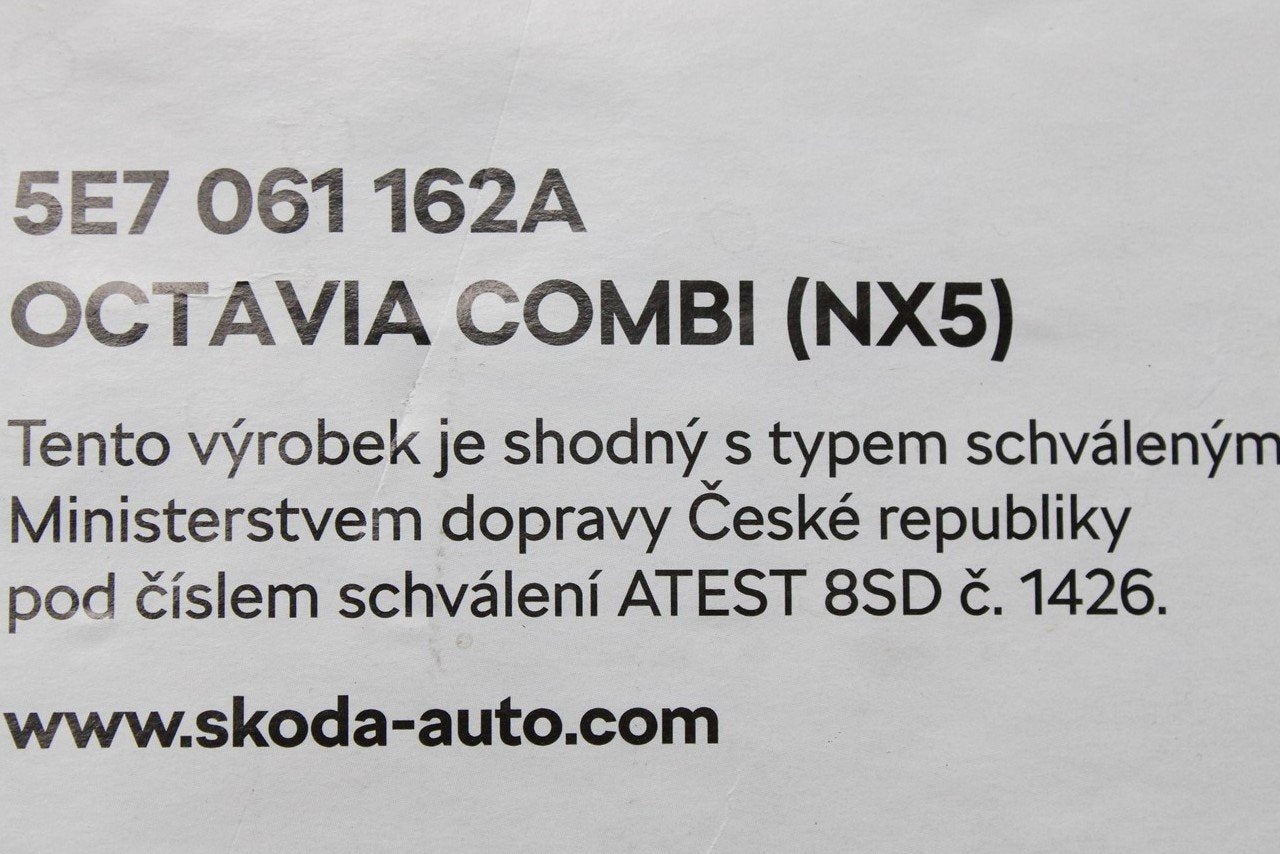 5E7 061 162A
OCTAVIA COMBI (NX5)
Tento výrobek je shodný s typem schváleným
Ministerstvem dopravy České republiky
pod číslem schválení ATEST 8SD č. 1426.
www.skoda-auto.com